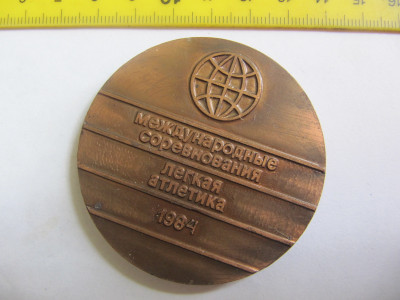 международные
соревнования
легкая
атлетика
1984